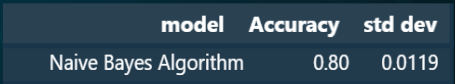 model Accuracy std dev
Naive Bayes Algorithm 0.80 0.0119